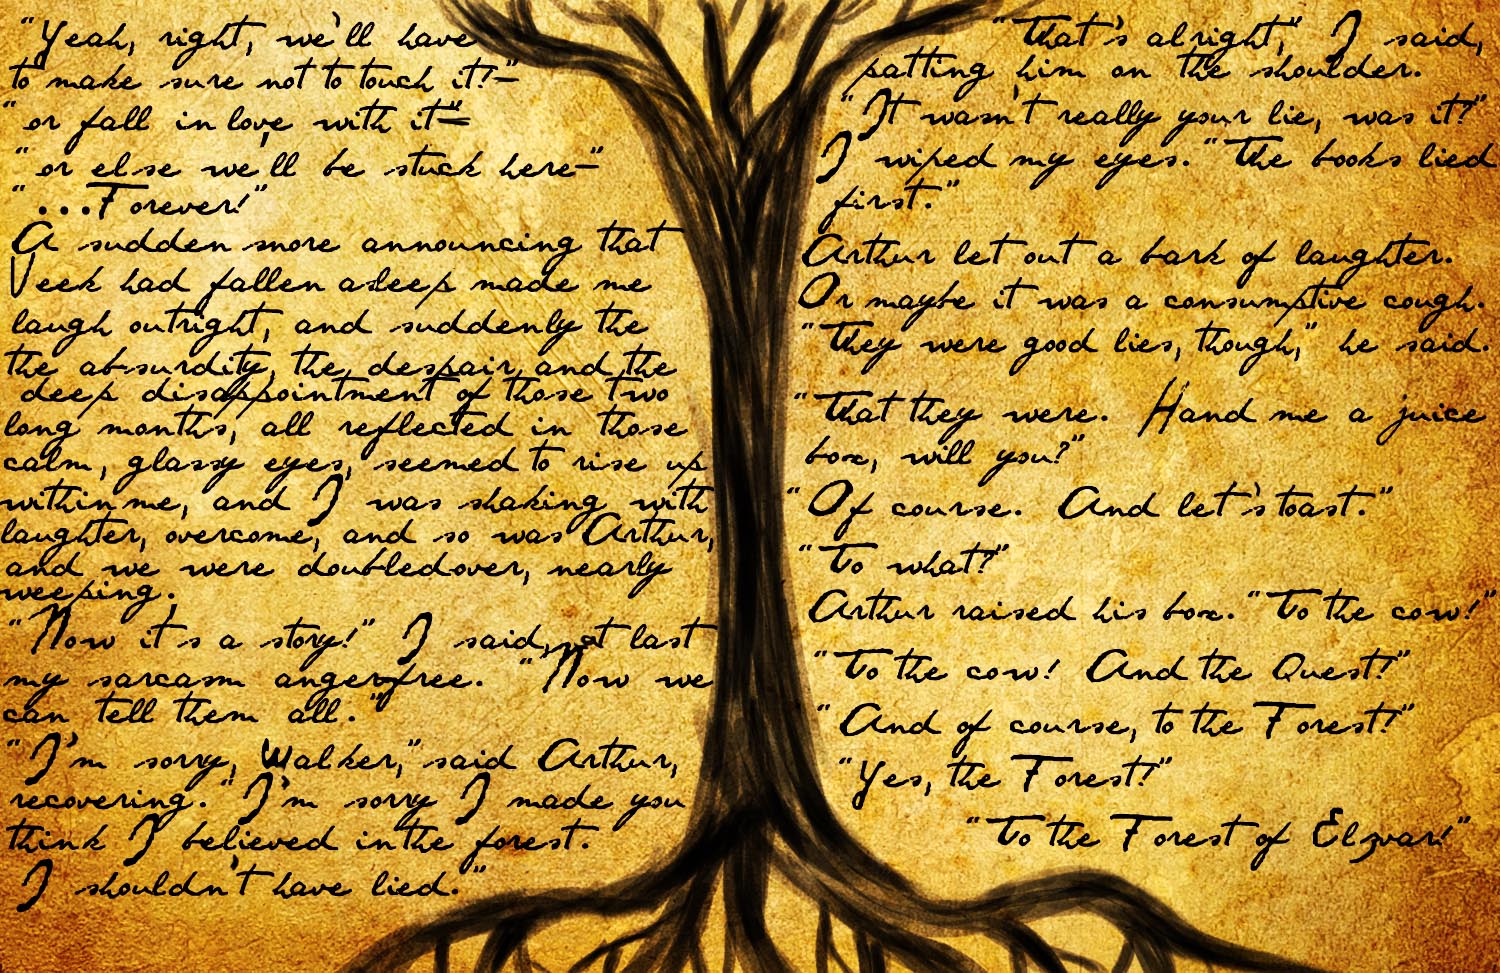 "Yeah, right, we'll have
to make sure not to touch it!—"
"or fall in love with it—"
"or else we'll be stuck here—"
"...Forever!"
A sudden snore announcing that
Veek had fallen asleep made me
laugh outright, and suddenly the
the absurdity, the despair and the
deep disappointment of those two
long months, all reflected in those
calm, glassy eyes, seemed to rise up
within me, and I was shaking with
laughter, overcome, and so was Arthur,
and we were doubled over, nearly
weeping.
"Now it's a story!" I said, at last
my sarcasm anger-free. "Now we
can tell them all."
"I'm sorry, Walker," said Arthur,
recovering. "I'm sorry I made you
think I believed in the forest.
I shouldn't have lied."
"That's alright," I said,
patting him on the shoulder.
"It wasn't really your lie, was it?"
I wiped my eyes. "The books lied
first."
Arthur let out a bark of laughter.
Or maybe it was a consumptive cough.
"They were good lies, though," he said.
"That they were. Hand me a juice
box, will you?"
"Of course. And let's toast."
"To what?"
Arthur raised his box. "To the cow!"
"To the cow! And the Quest!"
"And of course, to the Forest!"
"Yes, the Forest!"
"To the Forest of Elzvar!"